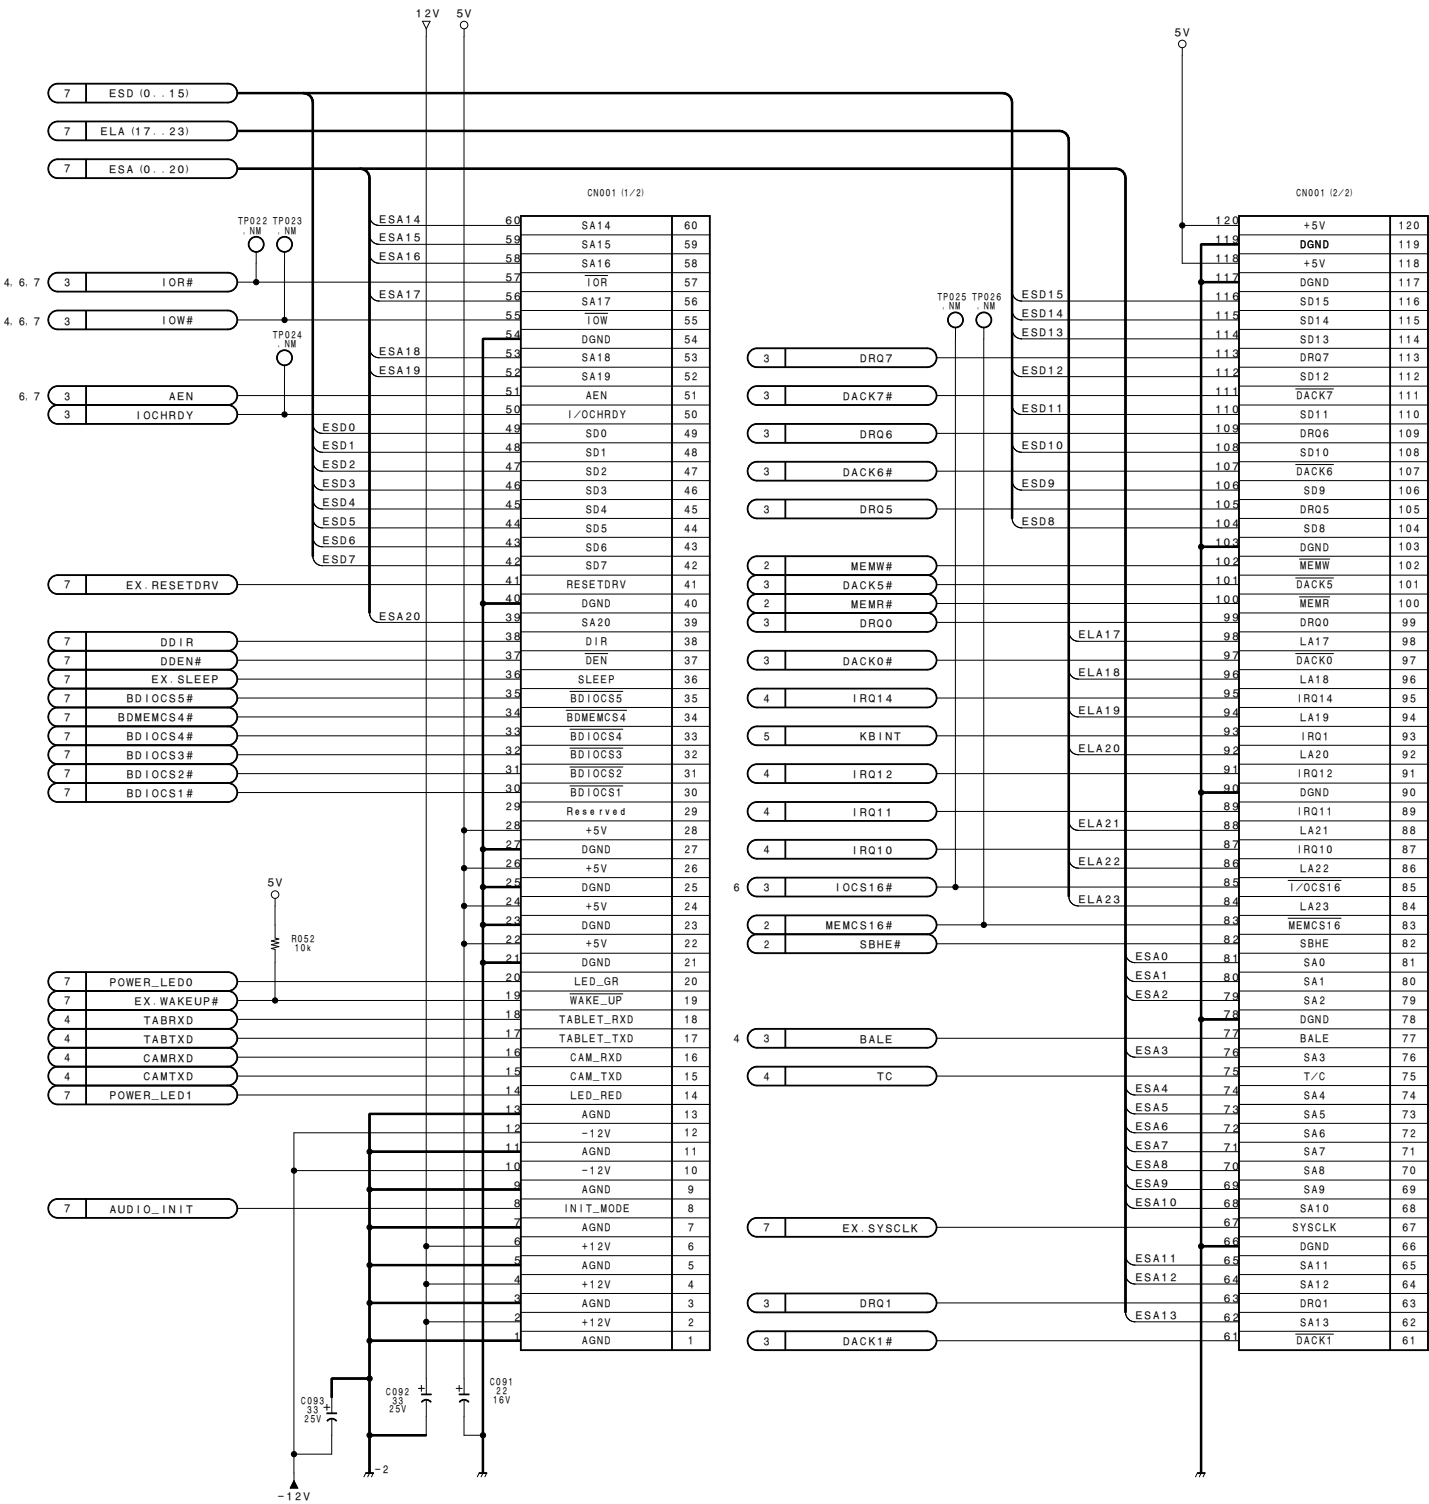 12V 5V
5V
7 ESD (0..15)
7 ELA (17..23)
7 ESA (0..20)
CN001 (1/2)
CN001 (2/2)
TP022 TP023
.NM .NM
4, 6, 7 3 IOR#
4, 6, 7 3 IOW#
TP024
.NM
6, 7 3 AEN
3 IOCHRDY
7 EX.RESETDRV
7 DDIR
7 DDEN#
7 EX.SLEEP
7 BDIOCS5#
7 BDMEMCS4#
7 BDIOCS4#
7 BDIOCS3#
7 BDIOCS2#
7 BDIOCS1#
5V
R052
10k
7 POWER_LED0
7 EX.WAKEUP#
4 TABRXD
4 TABTXD
4 CAMRXD
4 CAMTXD
7 POWER_LED1
7 AUDIO_INIT
ESA14 60 SA14 60
ESA15 59 SA15 59
ESA16 58 SA16 58
57 IOR 57
ESA17 56 SA17 56
55 IOW 55
54 DGND 54
ESA18 53 SA18 53
ESA19 52 SA19 52
51 AEN 51
50 I/OCHRDY 50
ESD0 49 SD0 49
ESD1 48 SD1 48
ESD2 47 SD2 47
ESD3 46 SD3 46
ESD4 45 SD4 45
ESD5 44 SD5 44
ESD6 43 SD6 43
ESD7 42 SD7 42
41 RESETDRV 41
40 DGND 40
ESA20 39 SA20 39
38 DIR 38
37 DEN 37
36 SLEEP 36
35 BDIOCS5 35
34 BDMEMCS4 34
33 BDIOCS4 33
32 BDIOCS3 32
31 BDIOCS2 31
30 BDIOCS1 30
29 Reserved 29
28 +5V 28
27 DGND 27
26 +5V 26
25 DGND 25
24 +5V 24
23 DGND 23
22 +5V 22
21 DGND 21
20 LED_GR 20
19 WAKE_UP 19
18 TABLET_RXD 18
17 TABLET_TXD 17
16 CAM_RXD 16
15 CAM_TXD 15
14 LED_RED 14
13 AGND 13
12 -12V 12
11 AGND 11
10 -12V 10
9 AGND 9
8 INIT_MODE 8
7 AGND 7
6 +12V 6
5 AGND 5
4 +12V 4
3 AGND 3
2 +12V 2
1 AGND 1
C093 +
33
25V
C092 +
33
25V
+ C091
22
16V
-2
-12V
TP025 TP026
.NM .NM
3 DRQ7
3 DACK7#
3 DRQ6
3 DACK6#
3 DRQ5
2 MEMW#
3 DACK5#
2 MEMR#
3 DRQ0
3 DACK0#
4 IRQ14
5 KBINT
4 IRQ12
4 IRQ11
4 IRQ10
6 3 IOCS16#
2 MEMCS16#
2 SBHE#
4 3 BALE
4 TC
7 EX.SYSCLK
3 DRQ1
3 DACK1#
120 +5V 120
119 DGND 119
118 +5V 118
117 DGND 117
ESD15 116 SD15 116
ESD14 115 SD14 115
ESD13 114 SD13 114
113 DRQ7 113
ESD12 112 SD12 112
111 DACK7 111
ESD11 110 SD11 110
109 DRQ6 109
ESD10 108 SD10 108
107 DACK6 107
ESD9 106 SD9 106
105 DRQ5 105
ESD8 104 SD8 104
103 DGND 103
102 MEMW 102
101 DACK5 101
100 MEMR 100
99 DRQ0 99
ELA17 98 LA17 98
97 DACK0 97
ELA18 96 LA18 96
95 IRQ14 95
ELA19 94 LA19 94
93 IRQ1 93
ELA20 92 LA20 92
91 IRQ12 91
90 DGND 90
89 IRQ11 89
ELA21 88 LA21 88
87 IRQ10 87
ELA22 86 LA22 86
85 I/OCS16 85
ELA23 84 LA23 84
83 MEMCS16 83
82 SBHE 82
ESA0 81 SA0 81
ESA1 80 SA1 80
ESA2 79 SA2 79
78 DGND 78
77 BALE 77
ESA3 76 SA3 76
75 T/C 75
ESA4 74 SA4 74
ESA5 73 SA5 73
ESA6 72 SA6 72
ESA7 71 SA7 71
ESA8 70 SA8 70
ESA9 69 SA9 69
ESA10 68 SA10 68
67 SYSCLK 67
66 DGND 66
ESA11 65 SA11 65
ESA12 64 SA12 64
63 DRQ1 63
ESA13 62 SA13 62
61 DACK1 61